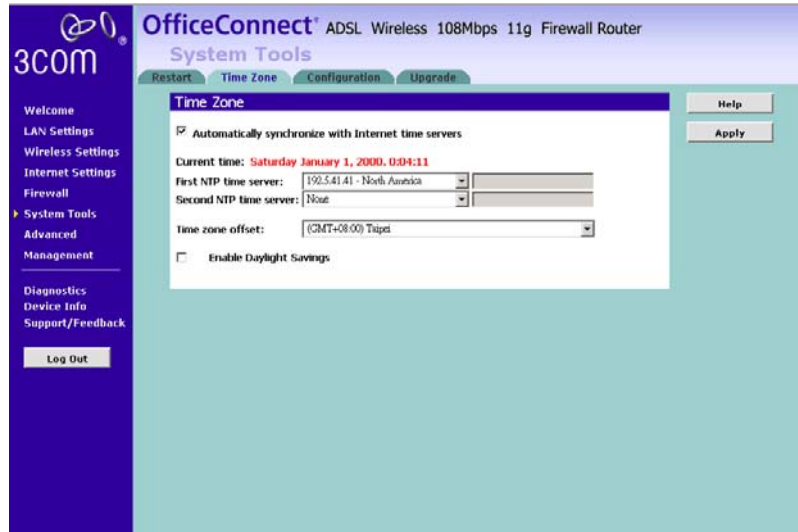 3COM
OfficeConnect® ADSL Wireless 108Mbps 11g Firewall Router
System Tools
Restart Time Zone Configuration Upgrade
Welcome
LAN Settings
Wireless Settings
Internet Settings
Firewall
System Tools
Advanced
Management
Diagnostics
Device Info
Support/Feedback
Log Out
Time Zone
Automatically synchronize with Internet time servers
Current time: Saturday January 1, 2000. 0:04:11
First NTP time server: 192.5.41.41 - North America
Second NTP time server: None
Time zone offset: (GMT+08:00) Taipei
Enable Daylight Savings
Help
Apply